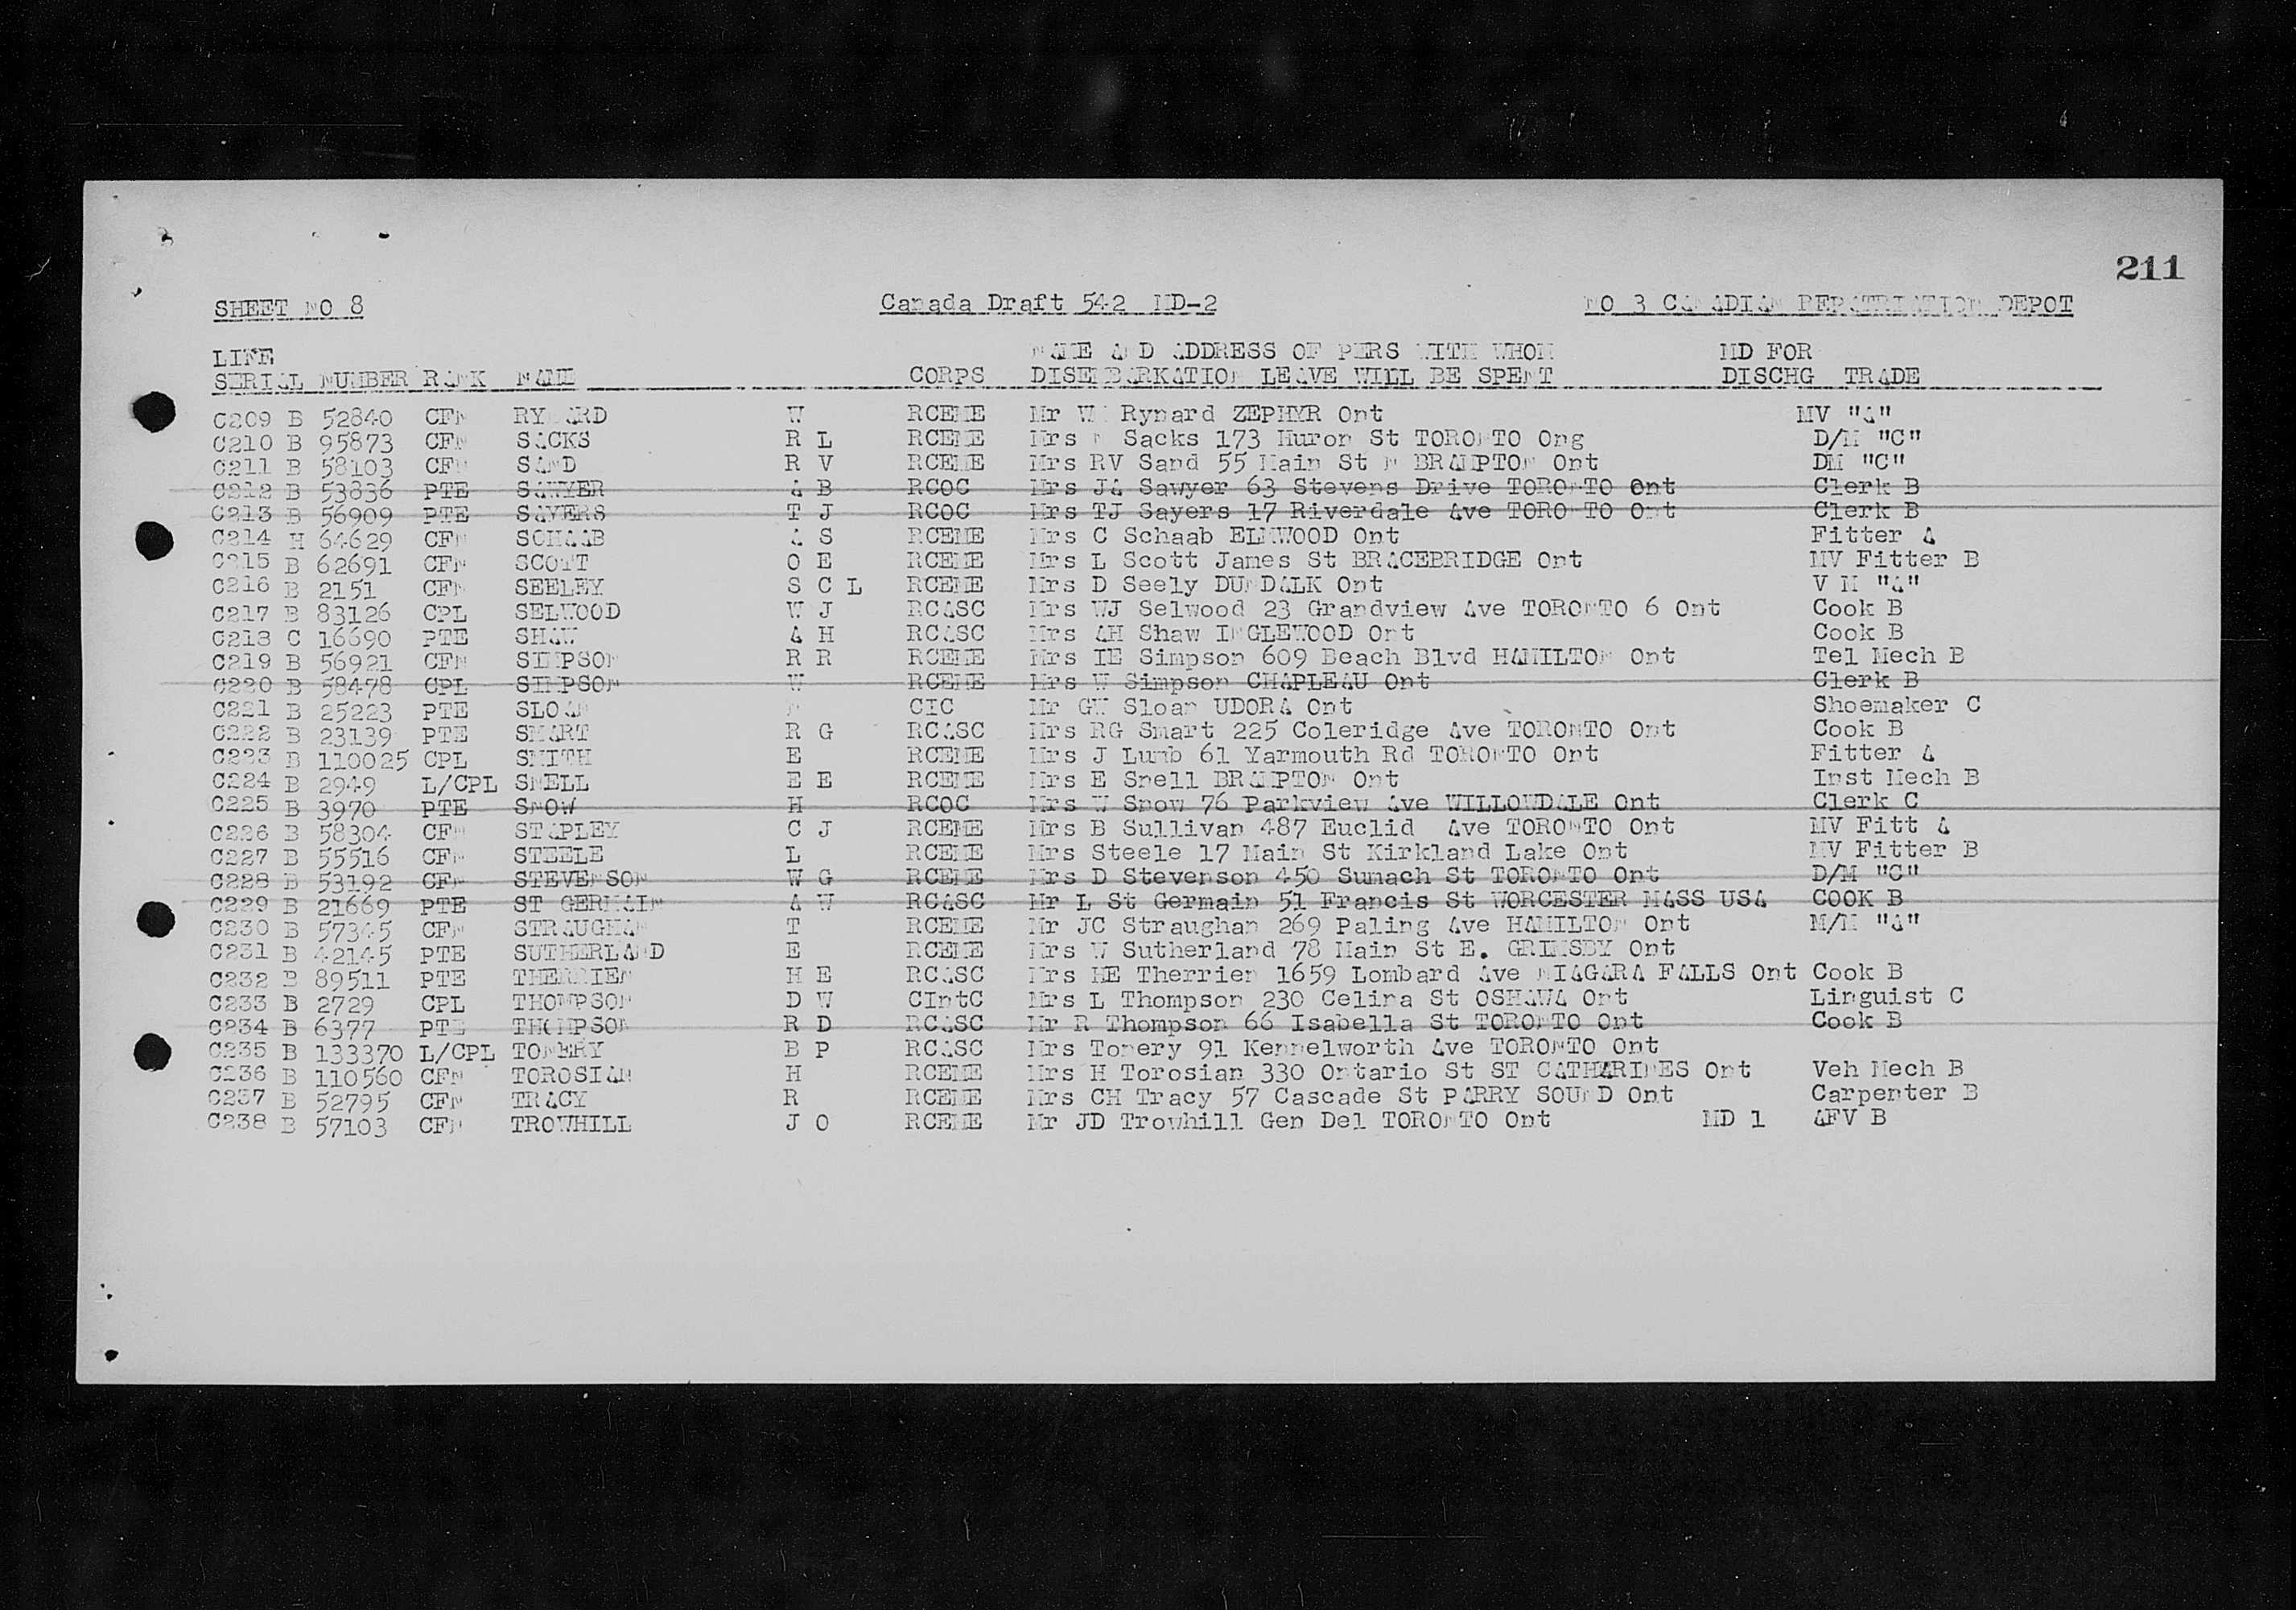 211
SHEET NO 8 Canada Draft 542 MD-2 NO 3 CANADIAN REPATRIATION DEPOT
LIFE NAME AND ADDRESS OF PERS WITH WHOM MD FOR
SERIAL NUMBER RANK NAME CORPS DISEMBARKATION LEAVE WILL BE SPENT DISCHG TRADE
C209 B 52840 CFN RYNARD W RCEME Mr W Rynard ZEPHYR Ont MV "A"
C210 B 95873 CFN SACKS R L RCEME Mrs Sacks 173 Huron St TORONTO Ong D/M "C"
C211 B 58103 CFN SAND R V RCEME Mrs RV Sand 55 Main St N BRAMPTON Ont DM "C"
C212 B 53836 PTE SAWYER A B RCOC Mrs JA Sawyer 63 Stevens Drive TORONTO Ont Clerk B
C213 B 56909 PTE SAYERS T J RCOC Mrs TJ Sayers 17 Riverdale Ave TORONTO Ont Clerk B
C214 H 64629 CFN SCHAAB A S RCEME Mrs C Schaab ELMWOOD Ont Fitter A
C215 B 62691 CFN SCOTT O E RCEME Mrs L Scott James St BRACEBRIDGE Ont MV Fitter B
C216 B 2151 CFN SEELEY S C L RCEME Mrs D Seely DUNDALK Ont V M "A"
C217 B 83126 CPL SELWOOD W J RCASC Mrs WJ Selwood 23 Grandview Ave TORONTO 6 Ont Cook B
C218 C 16690 PTE SHAW A H RCASC Mrs AH Shaw INGLEWOOD Ont Cook B
C219 B 56921 CFN SIMPSON R R RCEME Mrs IE Simpson 609 Beach Blvd HAMILTON Ont Tel Mech B
C220 B 58478 CPL SIMPSON W RCEME Mrs W Simpson CHAPLEAU Ont Clerk B
C221 B 25223 PTE SLOAN CIC Mr GW Sloan UDORA Ont Shoemaker C
C222 B 23139 PTE SMART R G RCASC Mrs RG Smart 225 Coleridge Ave TORONTO Ont Cook B
C223 B 110025 CPL SMITH E RCEME Mrs J Lumb 61 Yarmouth Rd TORONTO Ont Fitter A
C224 B 2949 L/CPL SNELL E E RCEME Mrs E Snell BRAMPTON Ont Inst Mech B
C225 B 3970 PTE SNOW H RCOC Mrs W Snow 76 Parkview Ave WILLOWDALE Ont Clerk C
C226 B 58304 CFN STAPLEY C J RCEME Mrs B Sullivan 487 Euclid Ave TORONTO Ont MV Fitt A
C227 B 55516 CFN STEELE L RCEME Mrs Steele 17 Main St Kirkland Lake Ont MV Fitter B
C228 B 53192 CFN STEVENSON W G RCEME Mrs D Stevenson 450 Sumach St TORONTO Ont D/M "C"
C229 B 21669 PTE ST GERMAIN A W RCASC Mr L St Germain 51 Francis St WORCESTER MASS USA COOK B
C230 B 57345 CFN STRAUGHAN T RCEME Mr JC Straughan 269 Paling Ave HAMILTON Ont M/M "A"
C231 B 42145 PTE SUTHERLAND E RCEME Mrs W Sutherland 78 Main St E. GRIMSBY Ont
C232 B 89511 PTE THERRIEN H E RCASC Mrs HE Therrien 1659 Lombard Ave NIAGARA FALLS Ont Cook B
C233 B 2729 CPL THOMPSON D W CIntC Mrs L Thompson 230 Celina St OSHAWA Ont Linguist C
C234 B 6377 PTE THOMPSON R D RCASC Mr R Thompson 66 Isabella St TORONTO Ont Cook B
C235 B 133370 L/CPL TONERY B P RCASC Mrs Tonery 91 Kennelworth Ave TORONTO Ont
C236 B 110560 CFN TOROSIAN H RCEME Mrs H Torosian 330 Ontario St ST CATHARINES Ont Veh Mech B
C237 B 52795 CFN TRACY R RCEME Mrs CH Tracy 57 Cascade St PARRY SOUND Ont Carpenter B
C238 B 57103 CFN TROWHILL J O RCEME Mr JD Trowhill Gen Del TORONTO Ont MD 1 AFV B